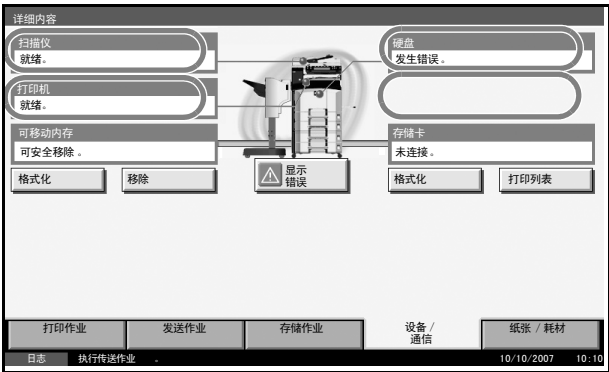 详细内容
扫描仪
就绪。
硬盘
发生错误。
打印机
就绪。
可移动内存
可安全移除。
存储卡
未连接。
格式化
移除
显示
错误
格式化
打印列表
打印作业
发送作业
存储作业
设备 /
通信
纸张 / 耗材
日志
执行传送作业 。
10/10/2007 10:10